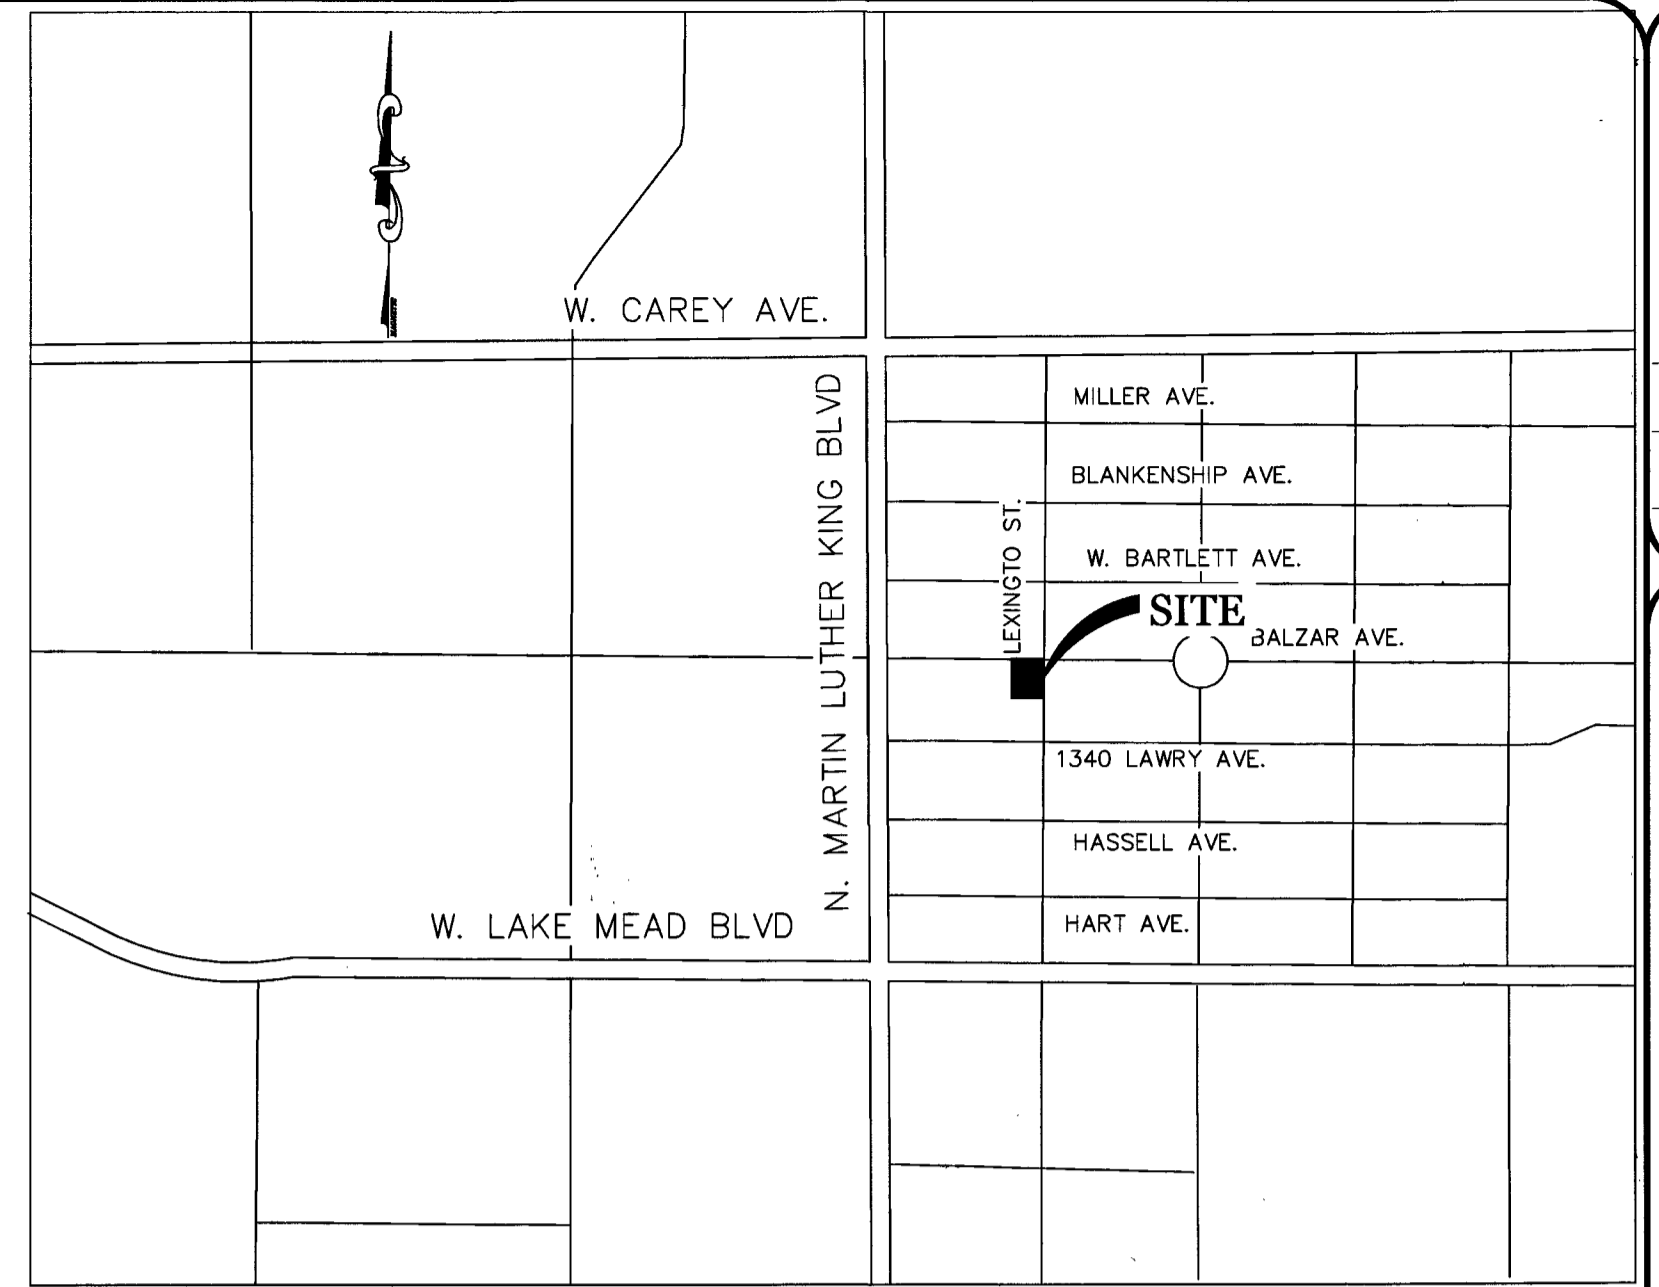 W. CAREY AVE.
N. MARTIN LUTHER KING BLVD
MILLER AVE.
BLANKENSHIP AVE.
LEXINGTO ST.
W. BARTLETT AVE.
SITE
BALZAR AVE.
1340 LAWRY AVE.
HASSELL AVE.
W. LAKE MEAD BLVD
HART AVE.